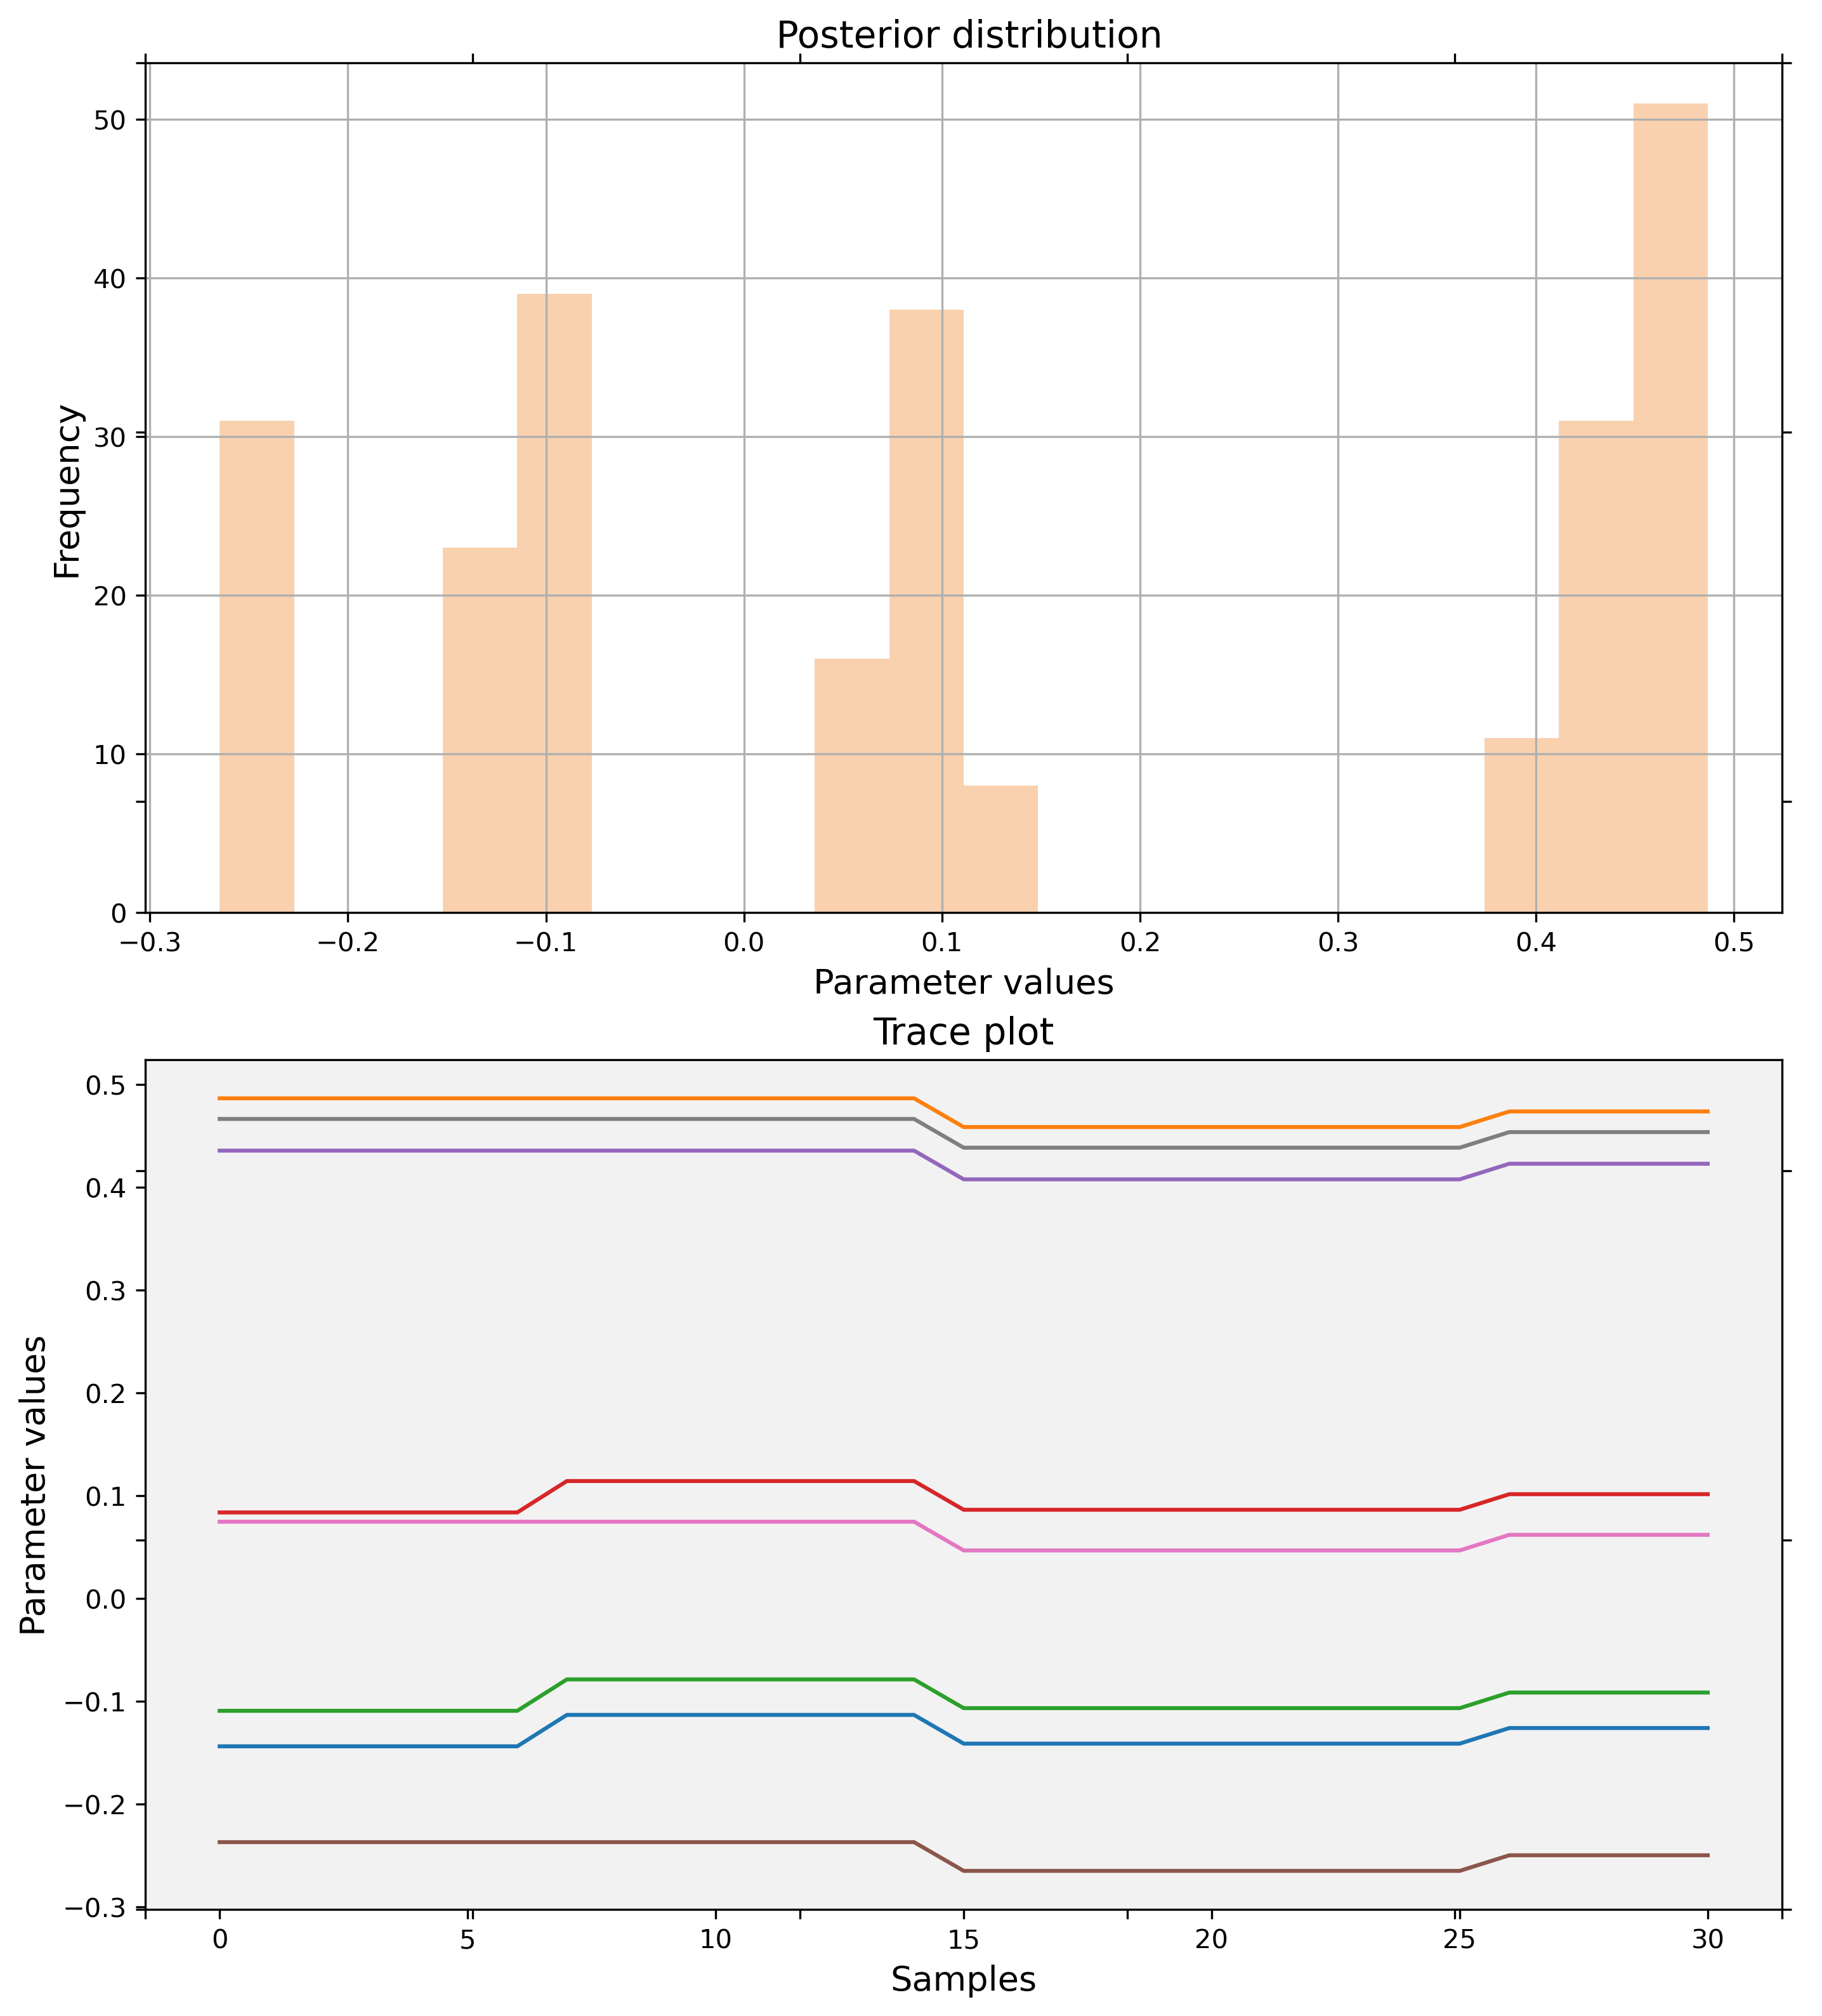 Posterior distribution
50
40
30
20
10
0
Frequency
−0.3 −0.2 −0.1 0.0 0.1 0.2 0.3 0.4 0.5
Parameter values
Trace plot
0.5
0.4
0.3
0.2
0.1
0.0
−0.1
−0.2
−0.3
Parameter values
0 5 10 15 20 25 30
Samples